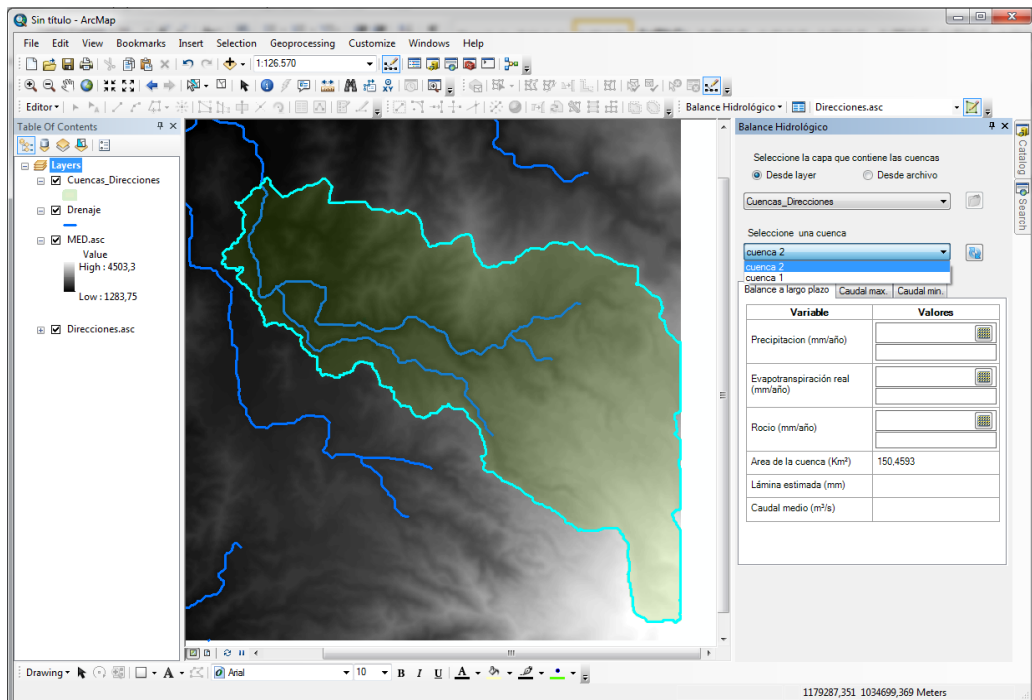 Sin título - ArcMap
File Edit View Bookmarks Insert Selection Geoprocessing Customize Windows Help
1:126.570
Editor Balance Hidrológico Direcciones.asc
Table Of Contents
Layers
Cuencas_Direcciones
Drenaje
MED.asc
Value
High : 4503,3
Low : 1283,75
Direcciones.asc
Balance Hidrológico
Seleccione la capa que contiene las cuencas
Desde layer Desde archivo
Cuencas_Direcciones
Seleccione una cuenca
cuenca 2
cuenca 2
cuenca 1
Balance a largo plazo Caudal max. Caudal min.
Variable Valores
Precipitacion (mm/año)
Evapotranspiración real
(mm/año)
Rocio (mm/año)
Area de la cuenca (Km²) 150,4593
Lámina estimada (mm)
Caudal medio (m³/s)
Catalog
Search
Drawing A Arial 10 B I U A
1179287,351 1034699,369 Meters